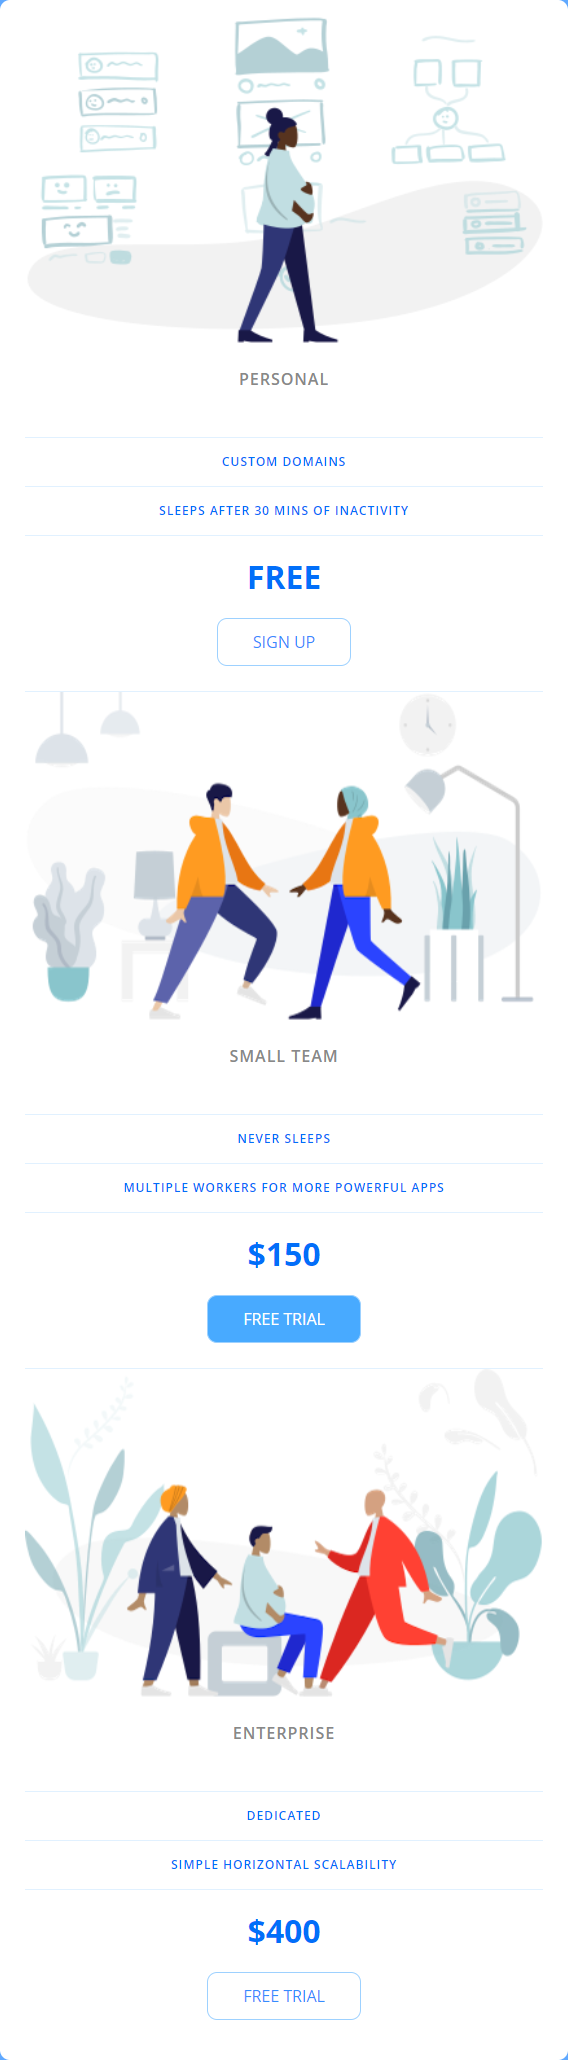 PERSONAL
CUSTOM DOMAINS
SLEEPS AFTER 30 MINS OF INACTIVITY
FREE
SIGN UP
SMALL TEAM
NEVER SLEEPS
MULTIPLE WORKERS FOR MORE POWERFUL APPS
$150
FREE TRIAL
ENTERPRISE
DEDICATED
SIMPLE HORIZONTAL SCALABILITY
$400
FREE TRIAL